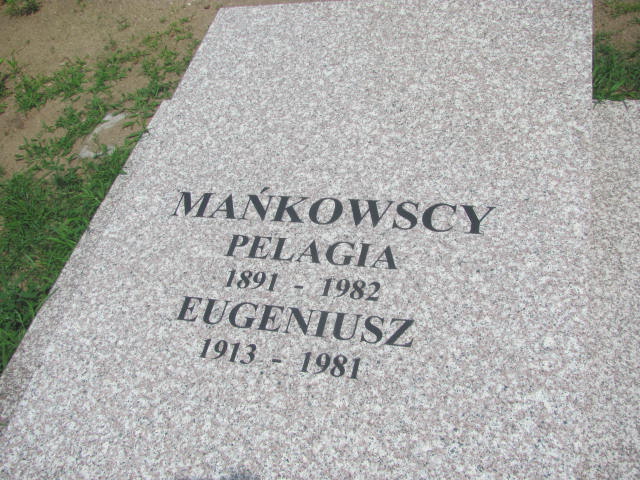 MAŃKOWSCY
PELAGIA
1891 - 1982
EUGENIUSZ
1913 - 1981